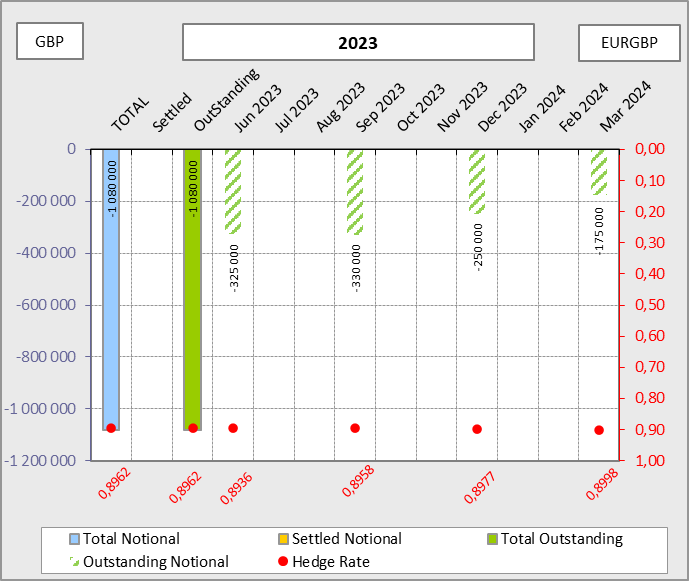 GBP
2023
EURGBP
TOTAL
Settled
OutStanding
Jun 2023
Jul 2023
Aug 2023
Sep 2023
Oct 2023
Nov 2023
Dec 2023
Jan 2024
Feb 2024
Mar 2024
0
-200 000
-400 000
-600 000
-800 000
-1 000 000
-1 200 000
-1 080 000
-1 080 000
-325 000
-330 000
-250 000
-175 000
0,00
0,10
0,20
0,30
0,40
0,50
0,60
0,70
0,80
0,90
1,00
0,8962
0,8962
0,8936
0,8958
0,8977
0,8998
Total Notional
Settled Notional
Total Outstanding
Outstanding Notional
Hedge Rate